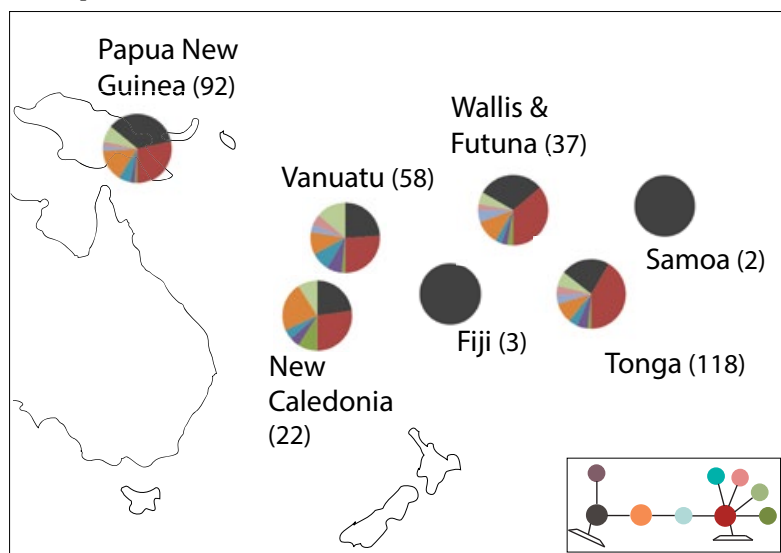 Papua New
Guinea (92)
Wallis &
Futuna (37)
Vanuatu (58)
Samoa (2)
Fiji (3)
Tonga (118)
New
Caledonia
(22)